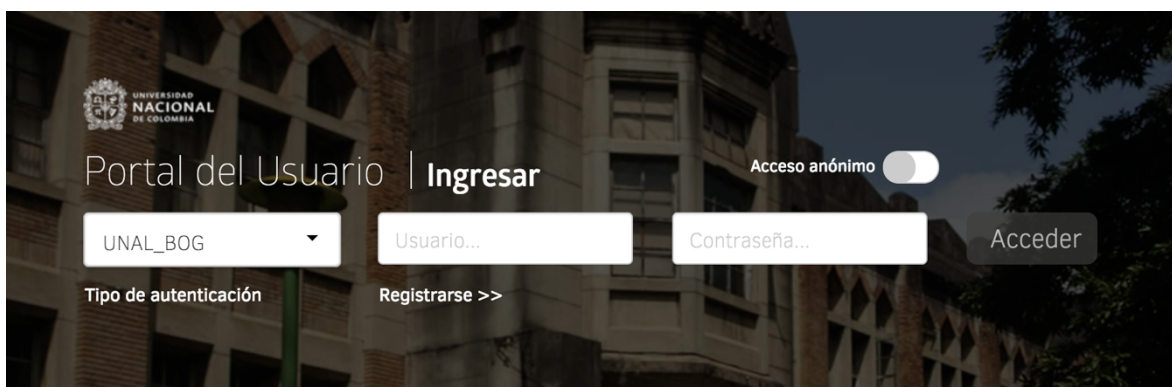 UNIVERSIDAD
NACIONAL
DE COLOMBIA
Portal del Usuario | Ingresar
Acceso anónimo
UNAL_BOG
Usuario...
Contraseña...
Acceder
Tipo de autenticación
Registrarse >>